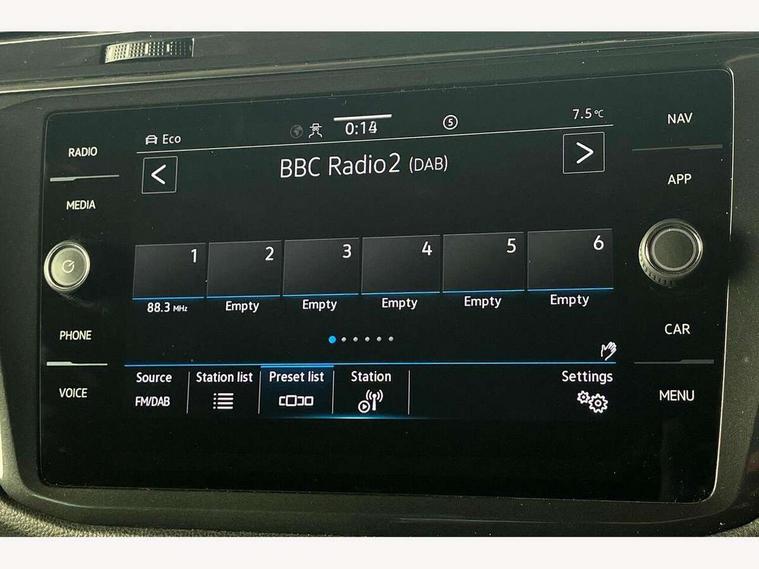 RADIO
MEDIA
PHONE
VOICE
Eco
0:14
5
7.5°C
BBC Radio2 (DAB)
1 2 3 4 5 6
88.3 MHz Empty Empty Empty Empty Empty
Source Station list Preset list Station Settings
FM/DAB
NAV
APP
CAR
MENU